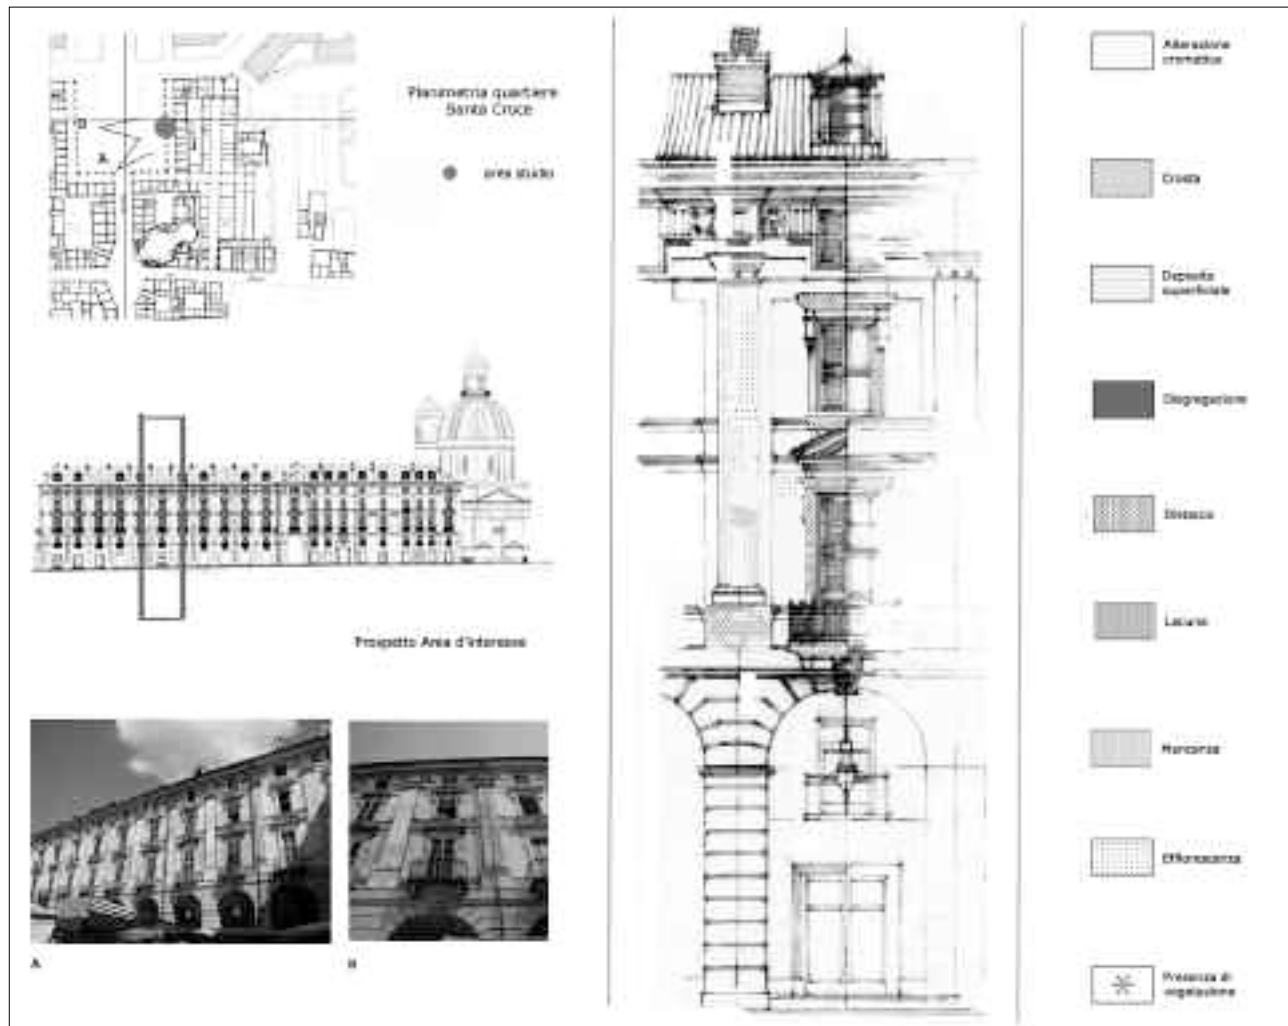 Planimetria quartiere
Santa Croce
area studio
B
A
Prospetto Area d'interesse
A
B
Alterazione
cromatica
Crosta
Deposito
superficiale
Disgregazione
Distacco
Lacuna
Mancanza
Efflorescenza
Presenza di
vegetazione